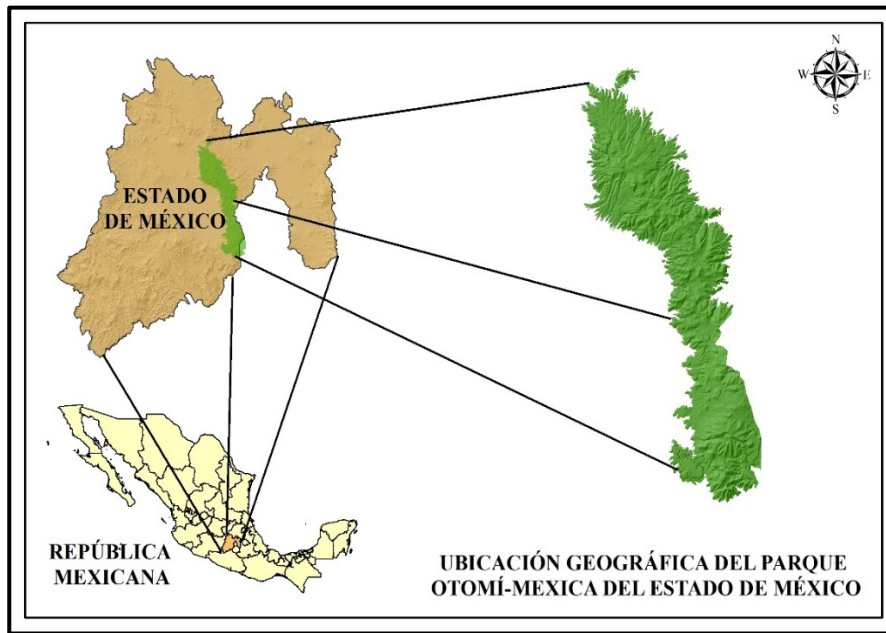 N
W E
S
ESTADO
DE MÉXICO
REPÚBLICA
MEXICANA
UBICACIÓN GEOGRÁFICA DEL PARQUE
OTOMÍ-MEXICA DEL ESTADO DE MÉXICO